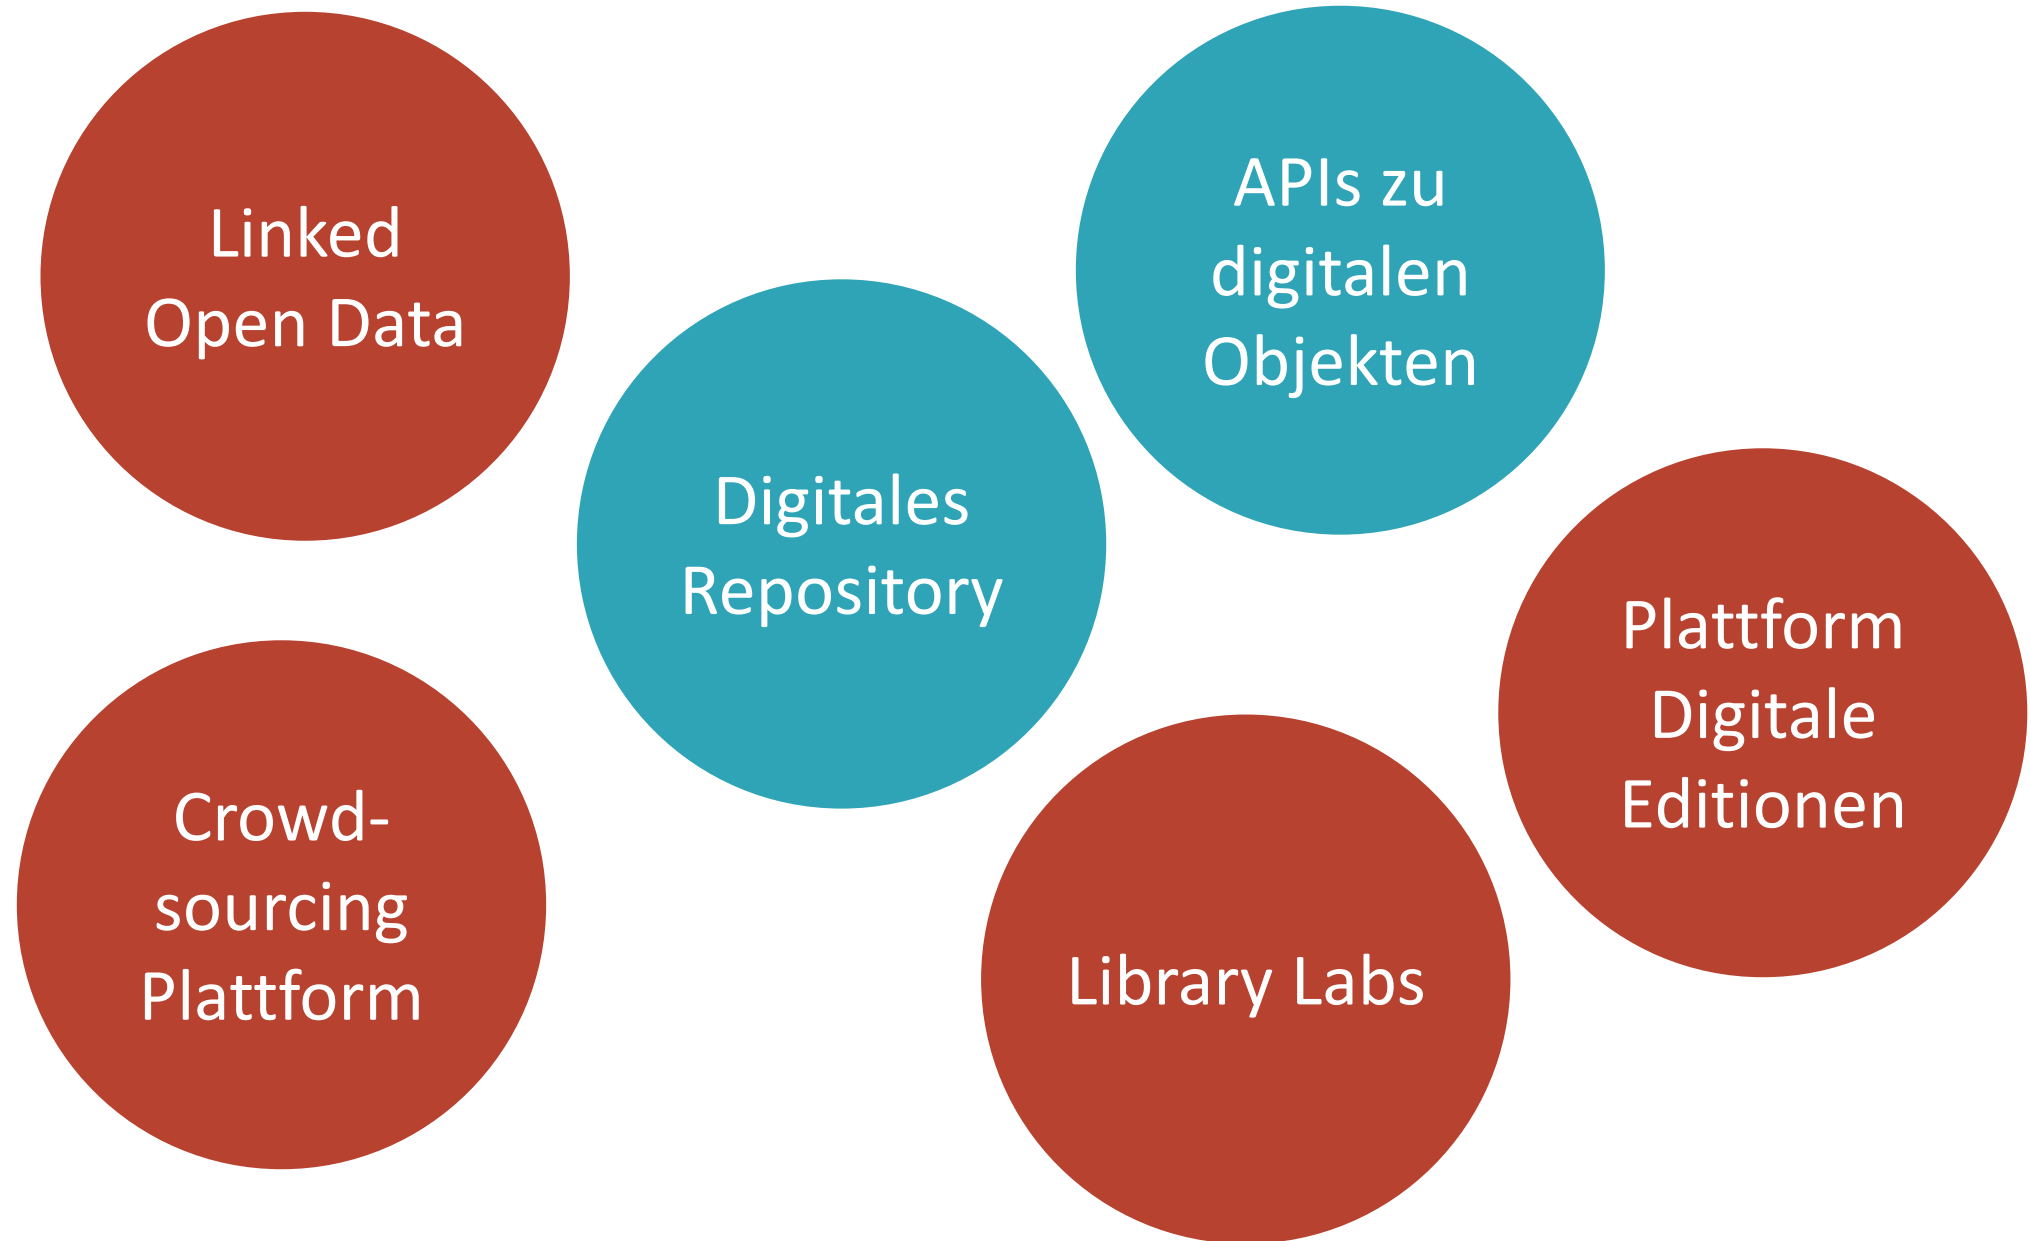 Linked
Open Data
APIs zu
digitalen
Objekten
Digitales
Repository
Plattform
Digitale
Editionen
Crowd-
sourcing
Plattform
Library Labs